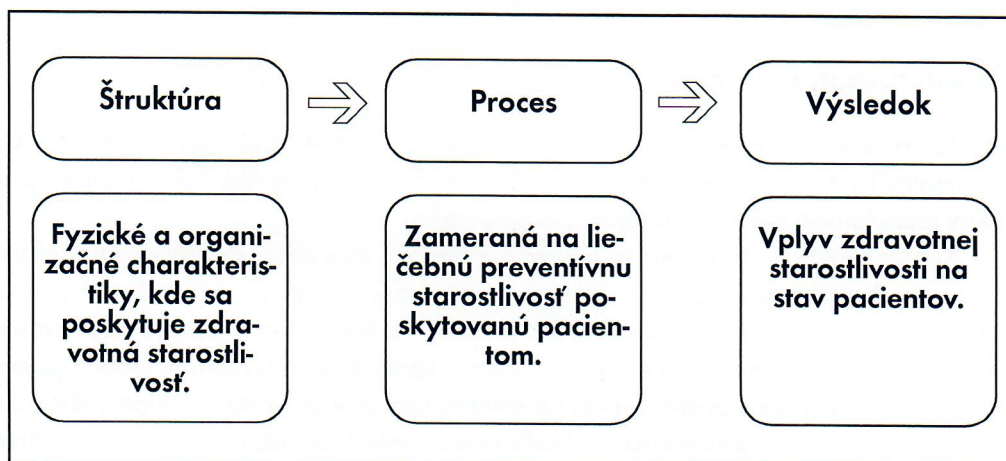 Štruktúra
Proces
Výsledok
Fyzické a organi-
začné charakteris-
tiky, kde sa
poskytuje zdra-
votná starostli-
vosť.
Zameraná na lie-
čebnú preventívnu
starostlivosť po-
skytovanú pacien-
tom.
Vplyv zdravotnej
starostlivosti na
stav pacientov.